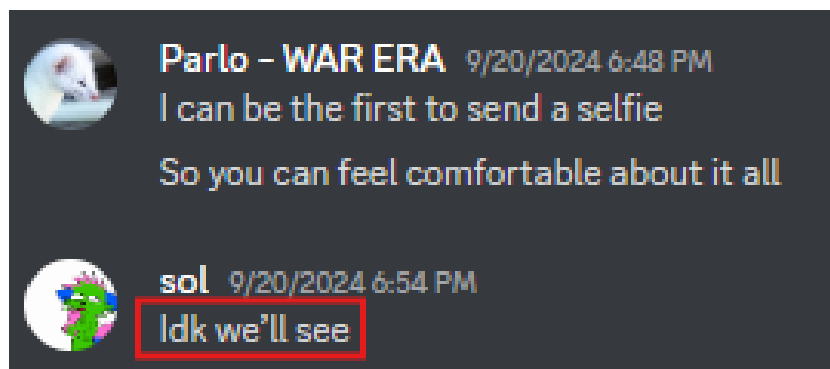 Parlo - WAR ERA 9/20/2024 6:48 PM
I can be the first to send a selfie
So you can feel comfortable about it all
sol 9/20/2024 6:54 PM
Idk we'll see